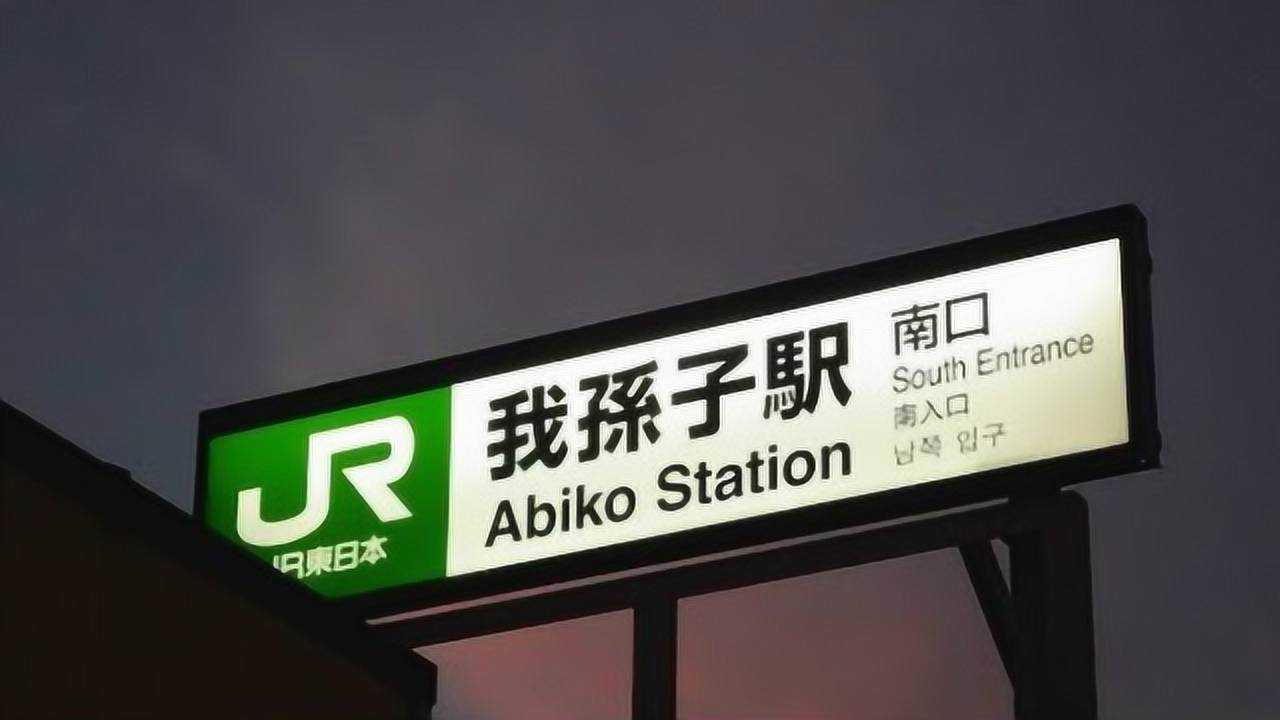 JR
JR東日本
我孫子駅
Abiko Station
南口
South Entrance
南入口
남쪽 입구